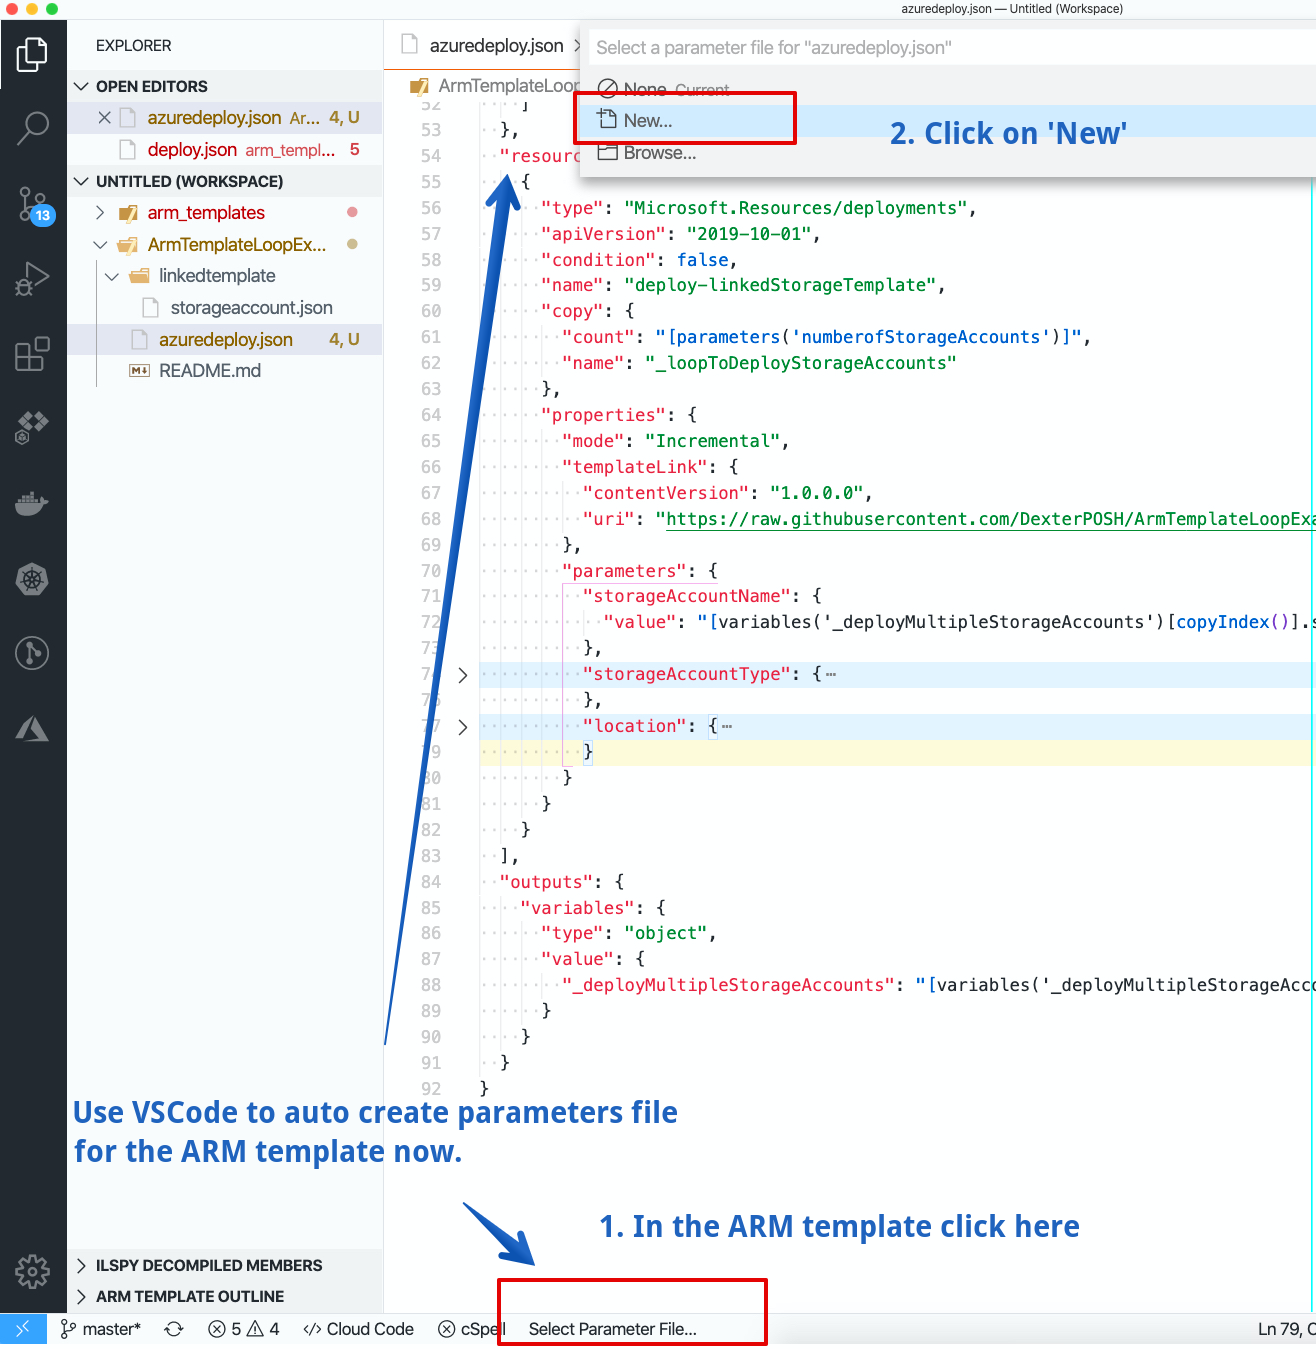 azuredeploy.json — Untitled (Workspace)
EXPLORER
OPEN EDITORS
azuredeploy.json Ar... 4, U
deploy.json arm_templ... 5
UNTITLED (WORKSPACE)
13
arm_templates
ArmTemplateLoopEx...
linkedtemplate
storageaccount.json
azuredeploy.json 4, U
README.md
azuredeploy.json
ArmTemplateLoop
Select a parameter file for "azuredeploy.json"
None Current
New...
Browse...
2. Click on 'New'
52 ]
53 },
54 "resourc
55 {
56 "type": "Microsoft.Resources/deployments",
57 "apiVersion": "2019-10-01",
58 "condition": false,
59 "name": "deploy-linkedStorageTemplate",
60 "copy": {
61 "count": "[parameters('numberofStorageAccounts')]",
62 "name": "_loopToDeployStorageAccounts"
63 },
64 "properties": {
65 "mode": "Incremental",
66 "templateLink": {
67 "contentVersion": "1.0.0.0",
68 "uri": "https://raw.githubusercontent.com/DexterPOSH/ArmTemplateLoopExa
69 },
70 "parameters": {
71 "storageAccountName": {
72 "value": "[variables('_deployMultipleStorageAccounts')[copyIndex()].s
73 },
74 "storageAccountType": { ...
76 },
77 "location": { ...
79 }
80 }
81 }
82 }
83 ],
84 "outputs": {
85 "variables": {
86 "type": "object",
87 "value": {
88 "_deployMultipleStorageAccounts": "[variables('_deployMultipleStorageAcco
89 }
90 }
91 }
92 }
Use VSCode to auto create parameters file
for the ARM template now.
1. In the ARM template click here
ILSPY DECOMPILED MEMBERS
ARM TEMPLATE OUTLINE
master* 5 4 </> Cloud Code cSpell Select Parameter File... Ln 79, C